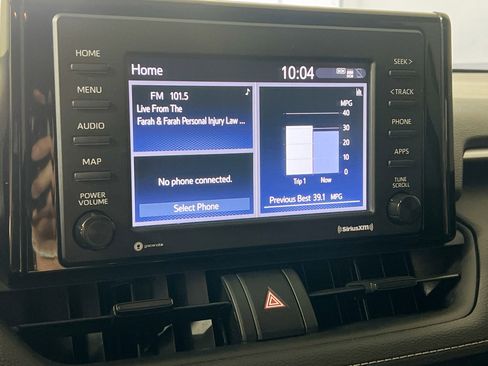 HOME
MENU
AUDIO
MAP
POWER
VOLUME
Home
10:04
FM 101.5
Live From The
Farah & Farah Personal Injury Law ...
No phone connected.
Select Phone
MPG
40
30
20
10
0
Trip 1 Now
Previous Best 39.1 MPG
SEEK >
< TRACK
PHONE
APPS
TUNE
SCROLL
SiriusXM